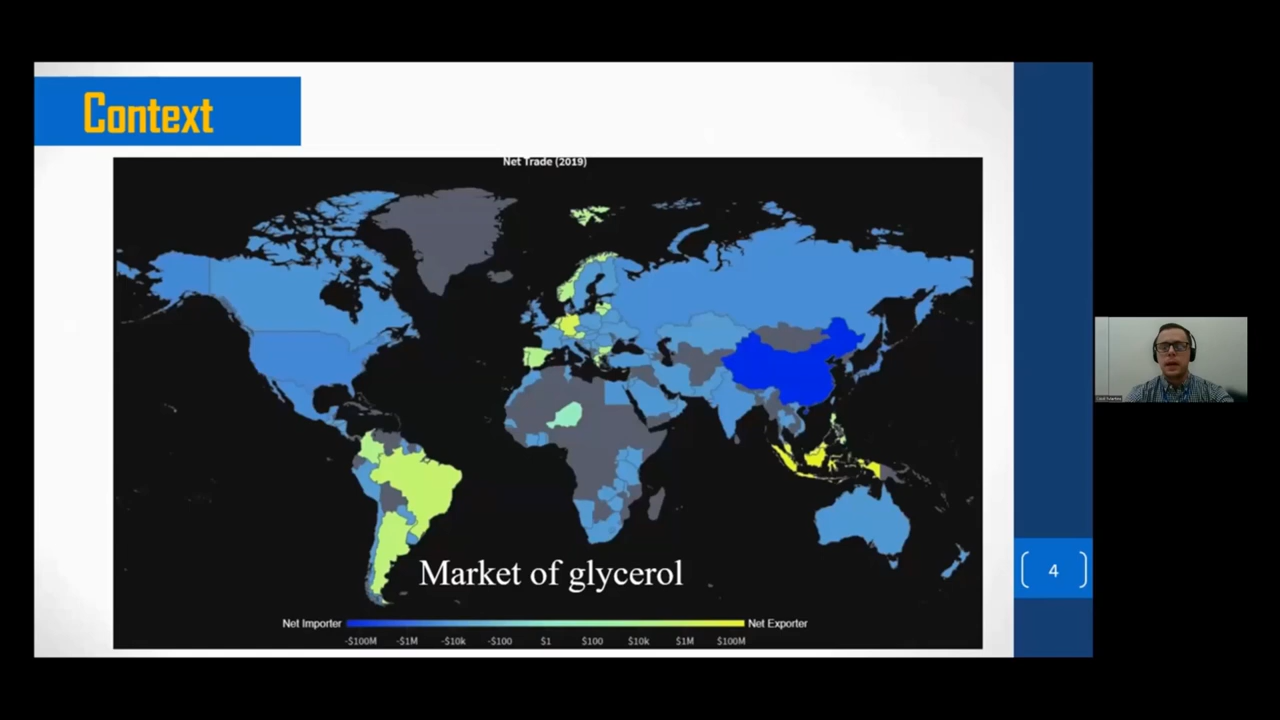 Context
Net Trade (2019)
Market of glycerol
Net Importer
Net Exporter
-$100M -$1M -$10k -$100 $1 $100 $10k $1M $100M
4